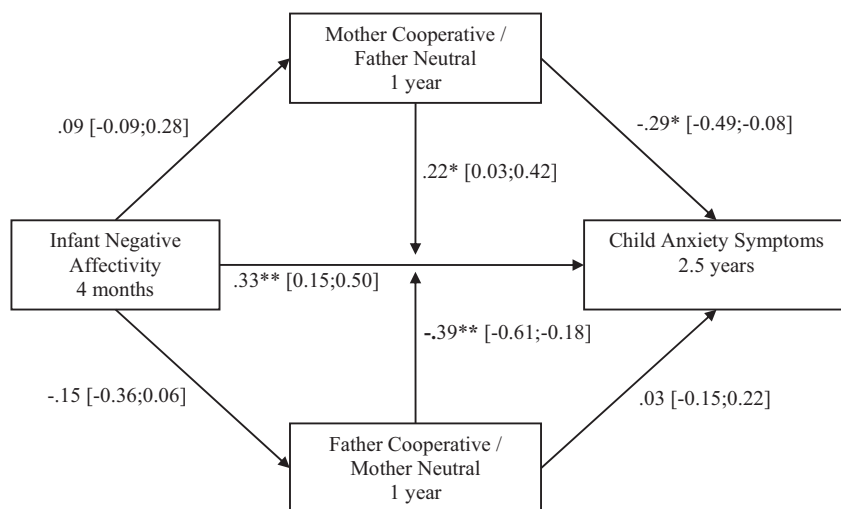 Mother Cooperative /
Father Neutral
1 year
.09 [-0.09;0.28]
-.29* [-0.49;-0.08]
.22* [0.03;0.42]
Infant Negative
Affectivity
4 months
Child Anxiety Symptoms
2.5 years
.33** [0.15;0.50]
-.39** [-0.61;-0.18]
-.15 [-0.36;0.06]
.03 [-0.15;0.22]
Father Cooperative /
Mother Neutral
1 year